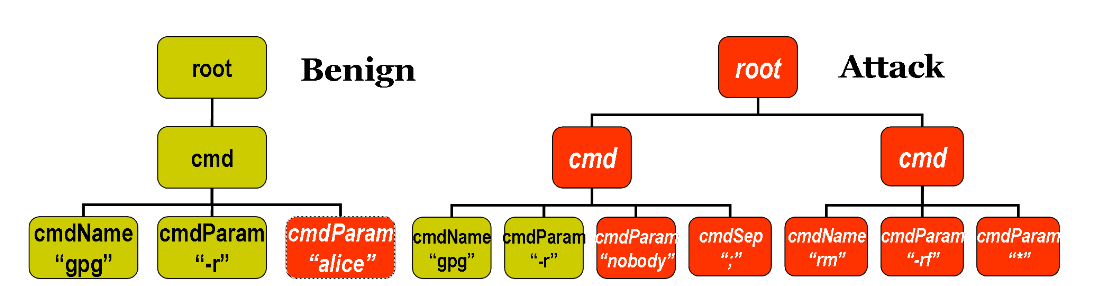 root
Benign
root
Attack
cmd
cmd
cmd
cmdName
“gpg”
cmdParam
“-r”
cmdParam
“alice”
cmdName
“gpg”
cmdParam
“-r”
cmdParam
“nobody”
cmdSep
“;”
cmdName
“rm”
cmdParam
“-rf”
cmdParam
“*”